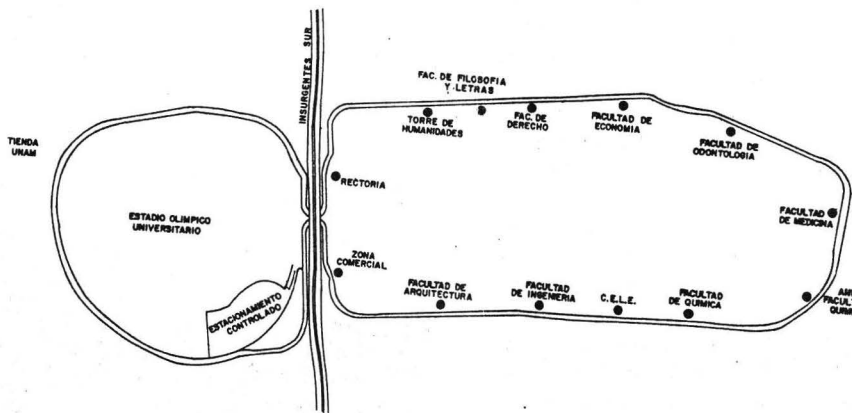 INSURGENTES SUR
FAC. DE FILOSOFIA
Y LETRAS
TORRE DE
HUMANIDADES
FAC. DE
DERECHO
FACULTAD DE
ECONOMIA
FACULTAD DE
ODONTOLOGIA
TIENDA
UNAM
RECTORIA
ESTADIO OLIMPICO
UNIVERSITARIO
FACULTAD
DE MEDICINA
ZONA
COMERCIAL
ESTACIONAMIENTO
CONTROLADO
FACULTAD DE
ARQUITECTURA
FACULTAD
DE INGENIERIA
C.E.L.E.
FACULTAD
DE QUIMICA